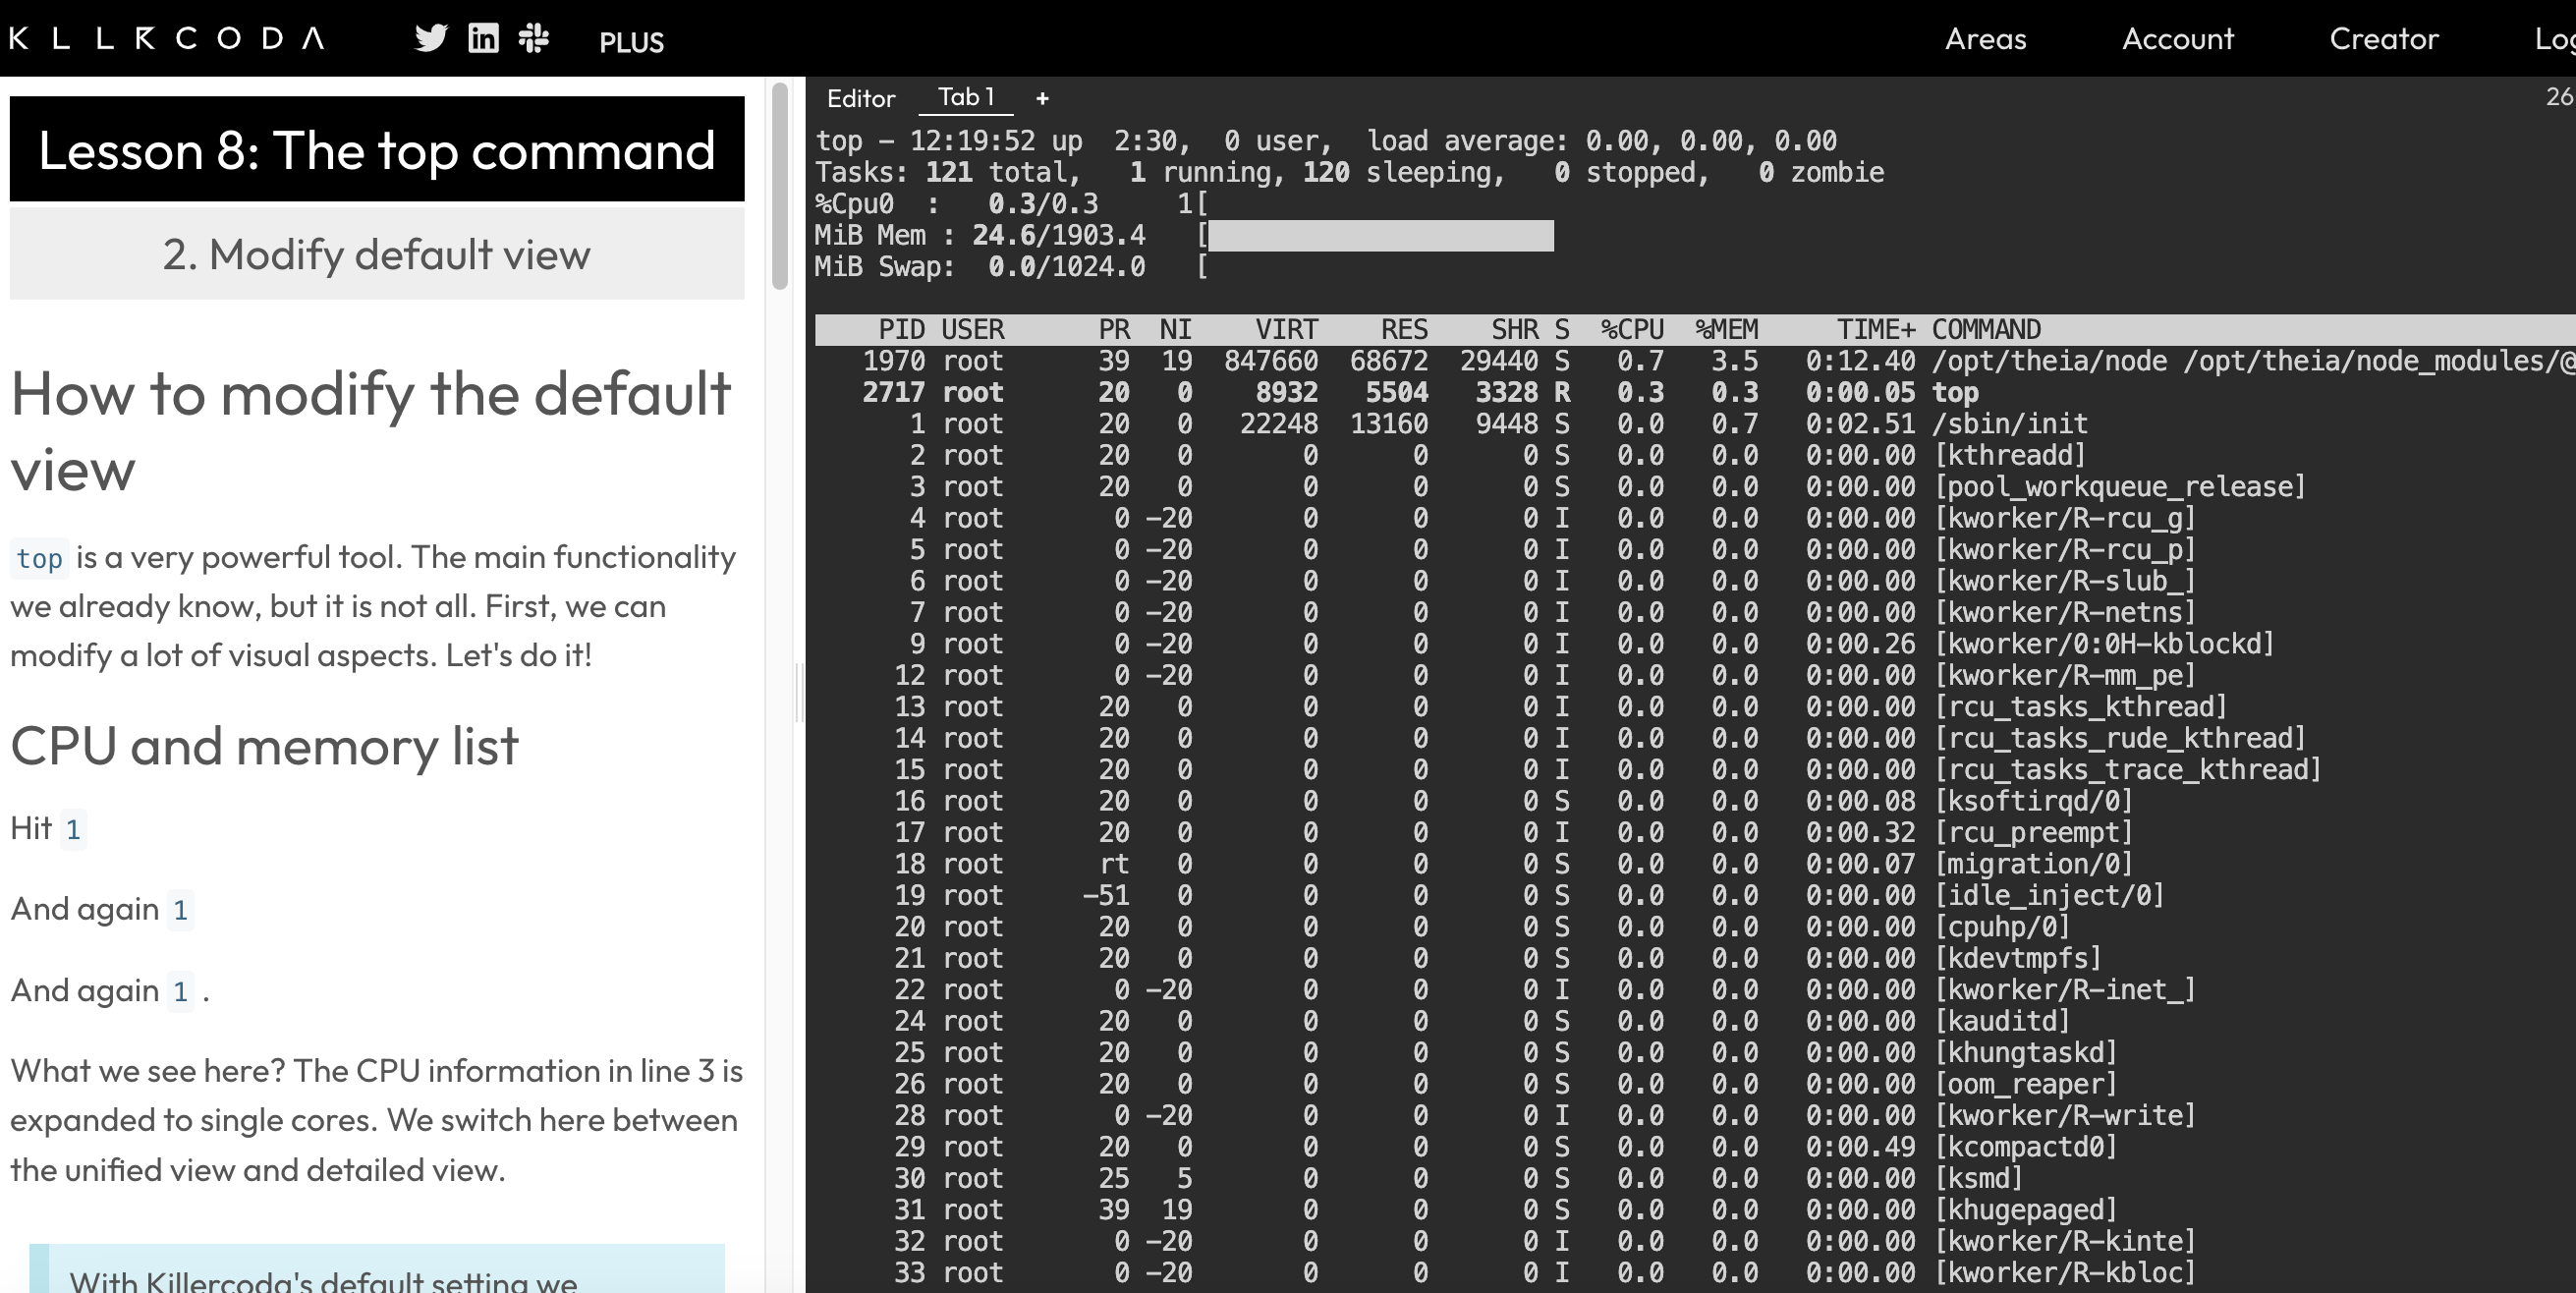 KLLRCODA PLUS Areas Account Creator Log
Lesson 8: The top command
2. Modify default view
How to modify the default
view
top is a very powerful tool. The main functionality
we already know, but it is not all. First, we can
modify a lot of visual aspects. Let's do it!
CPU and memory list
Hit 1
And again 1
And again 1 .
What we see here? The CPU information in line 3 is
expanded to single cores. We switch here between
the unified view and detailed view.
With Killercoda's default setting we
Editor Tab 1 + 26
top - 12:19:52 up  2:30,  0 user,  load average: 0.00, 0.00, 0.00
Tasks: 121 total,   1 running, 120 sleeping,   0 stopped,   0 zombie
%Cpu0  :   0.3/0.3     1[
MiB Mem : 24.6/1903.4   [
MiB Swap:  0.0/1024.0   [
PID USER PR NI VIRT RES SHR S %CPU %MEM TIME+ COMMAND
1970 root 39 19 847660 68672 29440 S 0.7 3.5 0:12.40 /opt/theia/node /opt/theia/node_modules/@
2717 root 20 0 8932 5504 3328 R 0.3 0.3 0:00.05 top
1 root 20 0 22248 13160 9448 S 0.0 0.7 0:02.51 /sbin/init
2 root 20 0 0 0 0 S 0.0 0.0 0:00.00 [kthreadd]
3 root 20 0 0 0 0 S 0.0 0.0 0:00.00 [pool_workqueue_release]
4 root 0 -20 0 0 0 I 0.0 0.0 0:00.00 [kworker/R-rcu_g]
5 root 0 -20 0 0 0 I 0.0 0.0 0:00.00 [kworker/R-rcu_p]
6 root 0 -20 0 0 0 I 0.0 0.0 0:00.00 [kworker/R-slub_]
7 root 0 -20 0 0 0 I 0.0 0.0 0:00.00 [kworker/R-netns]
9 root 0 -20 0 0 0 I 0.0 0.0 0:00.26 [kworker/0:0H-kblockd]
12 root 0 -20 0 0 0 I 0.0 0.0 0:00.00 [kworker/R-mm_pe]
13 root 20 0 0 0 0 I 0.0 0.0 0:00.00 [rcu_tasks_kthread]
14 root 20 0 0 0 0 I 0.0 0.0 0:00.00 [rcu_tasks_rude_kthread]
15 root 20 0 0 0 0 I 0.0 0.0 0:00.00 [rcu_tasks_trace_kthread]
16 root 20 0 0 0 0 S 0.0 0.0 0:00.08 [ksoftirqd/0]
17 root 20 0 0 0 0 I 0.0 0.0 0:00.32 [rcu_preempt]
18 root rt 0 0 0 0 S 0.0 0.0 0:00.07 [migration/0]
19 root -51 0 0 0 0 S 0.0 0.0 0:00.00 [idle_inject/0]
20 root 20 0 0 0 0 S 0.0 0.0 0:00.00 [cpuhp/0]
21 root 20 0 0 0 0 S 0.0 0.0 0:00.00 [kdevtmpfs]
22 root 0 -20 0 0 0 I 0.0 0.0 0:00.00 [kworker/R-inet_]
24 root 20 0 0 0 0 S 0.0 0.0 0:00.00 [kauditd]
25 root 20 0 0 0 0 S 0.0 0.0 0:00.00 [khungtaskd]
26 root 20 0 0 0 0 S 0.0 0.0 0:00.00 [oom_reaper]
28 root 0 -20 0 0 0 I 0.0 0.0 0:00.00 [kworker/R-write]
29 root 20 0 0 0 0 S 0.0 0.0 0:00.49 [kcompactd0]
30 root 25 5 0 0 0 S 0.0 0.0 0:00.00 [ksmd]
31 root 39 19 0 0 0 S 0.0 0.0 0:00.00 [khugepaged]
32 root 0 -20 0 0 0 I 0.0 0.0 0:00.00 [kworker/R-kinte]
33 root 0 -20 0 0 0 I 0.0 0.0 0:00.00 [kworker/R-kbloc]